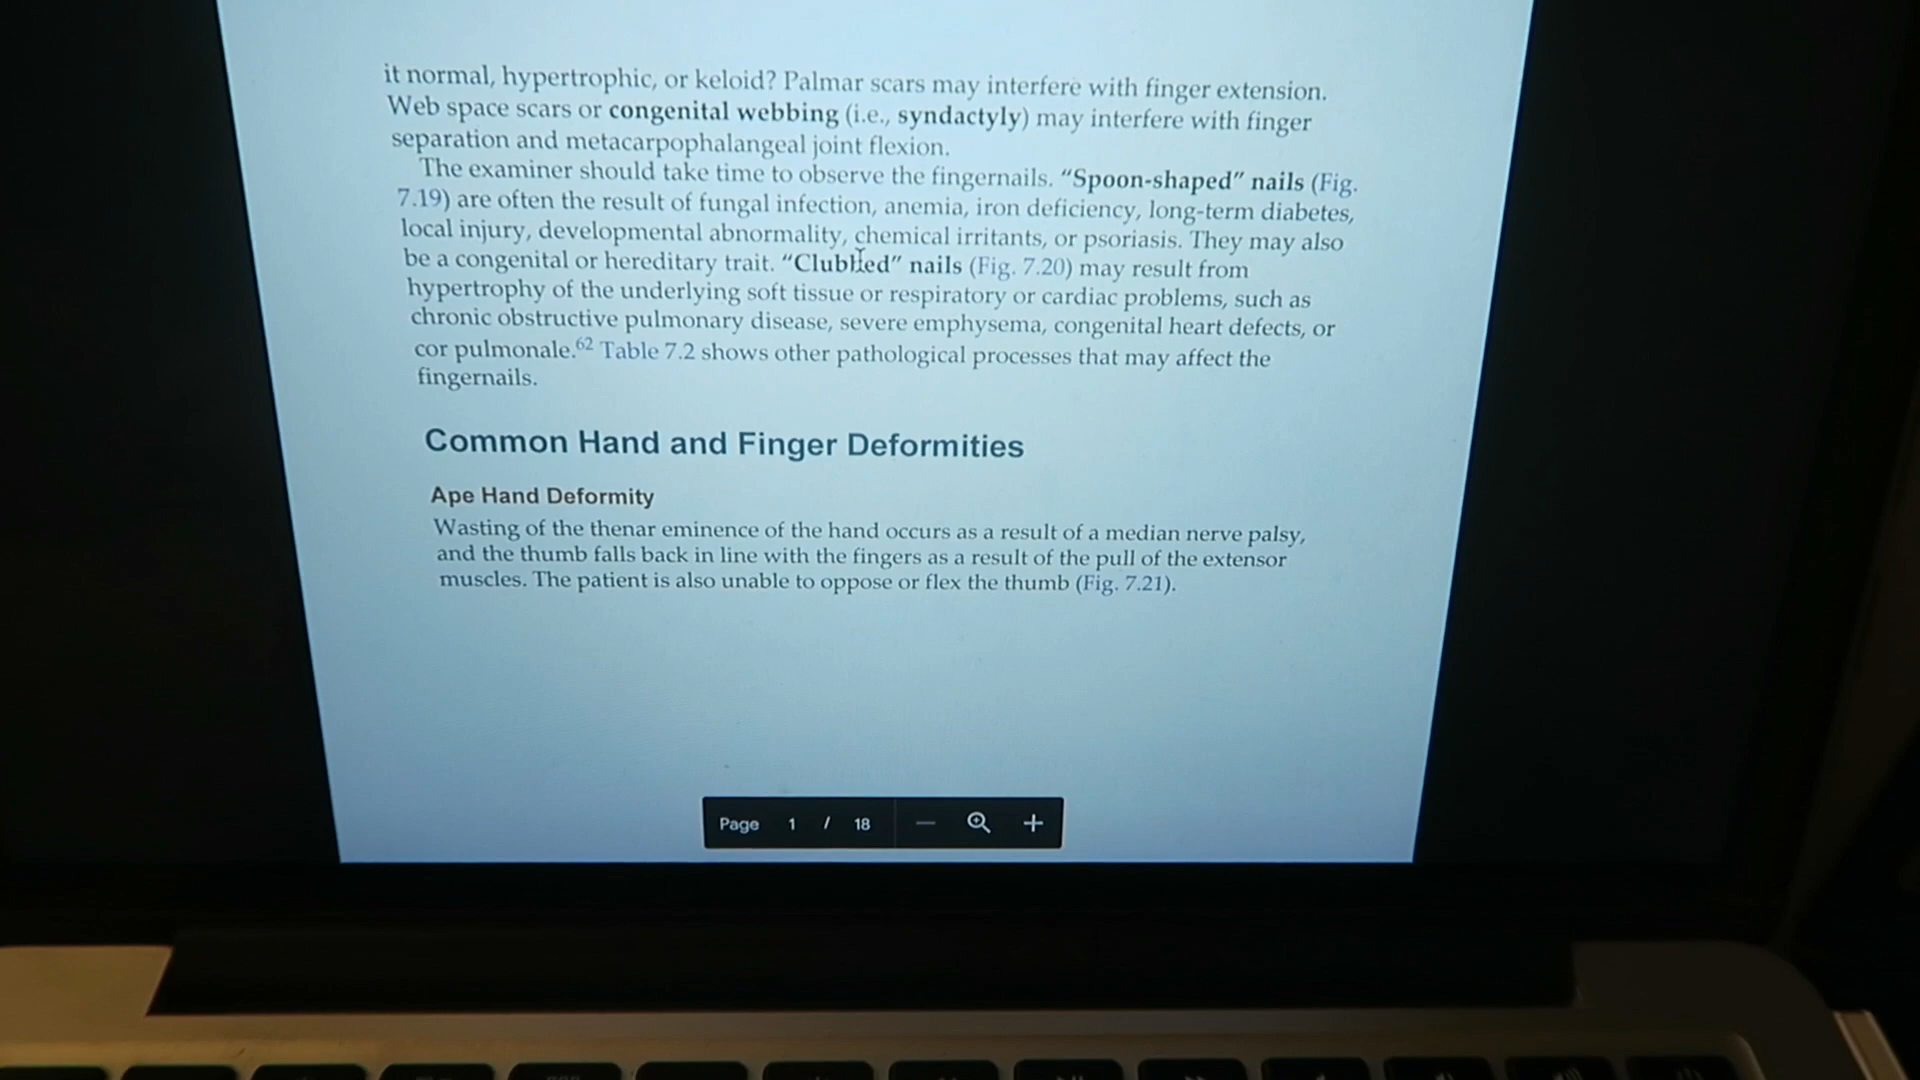 it normal, hypertrophic, or keloid? Palmar scars may interfere with finger extension.
Web space scars or congenital webbing (i.e., syndactyly) may interfere with finger
separation and metacarpophalangeal joint flexion.
The examiner should take time to observe the fingernails. “Spoon-shaped” nails (Fig.
7.19) are often the result of fungal infection, anemia, iron deficiency, long-term diabetes,
local injury, developmental abnormality, chemical irritants, or psoriasis. They may also
be a congenital or hereditary trait. “Clubbed” nails (Fig. 7.20) may result from
hypertrophy of the underlying soft tissue or respiratory or cardiac problems, such as
chronic obstructive pulmonary disease, severe emphysema, congenital heart defects, or
cor pulmonale.62 Table 7.2 shows other pathological processes that may affect the
fingernails.
Common Hand and Finger Deformities
Ape Hand Deformity
Wasting of the thenar eminence of the hand occurs as a result of a median nerve palsy,
and the thumb falls back in line with the fingers as a result of the pull of the extensor
muscles. The patient is also unable to oppose or flex the thumb (Fig. 7.21).
Page 1 / 18